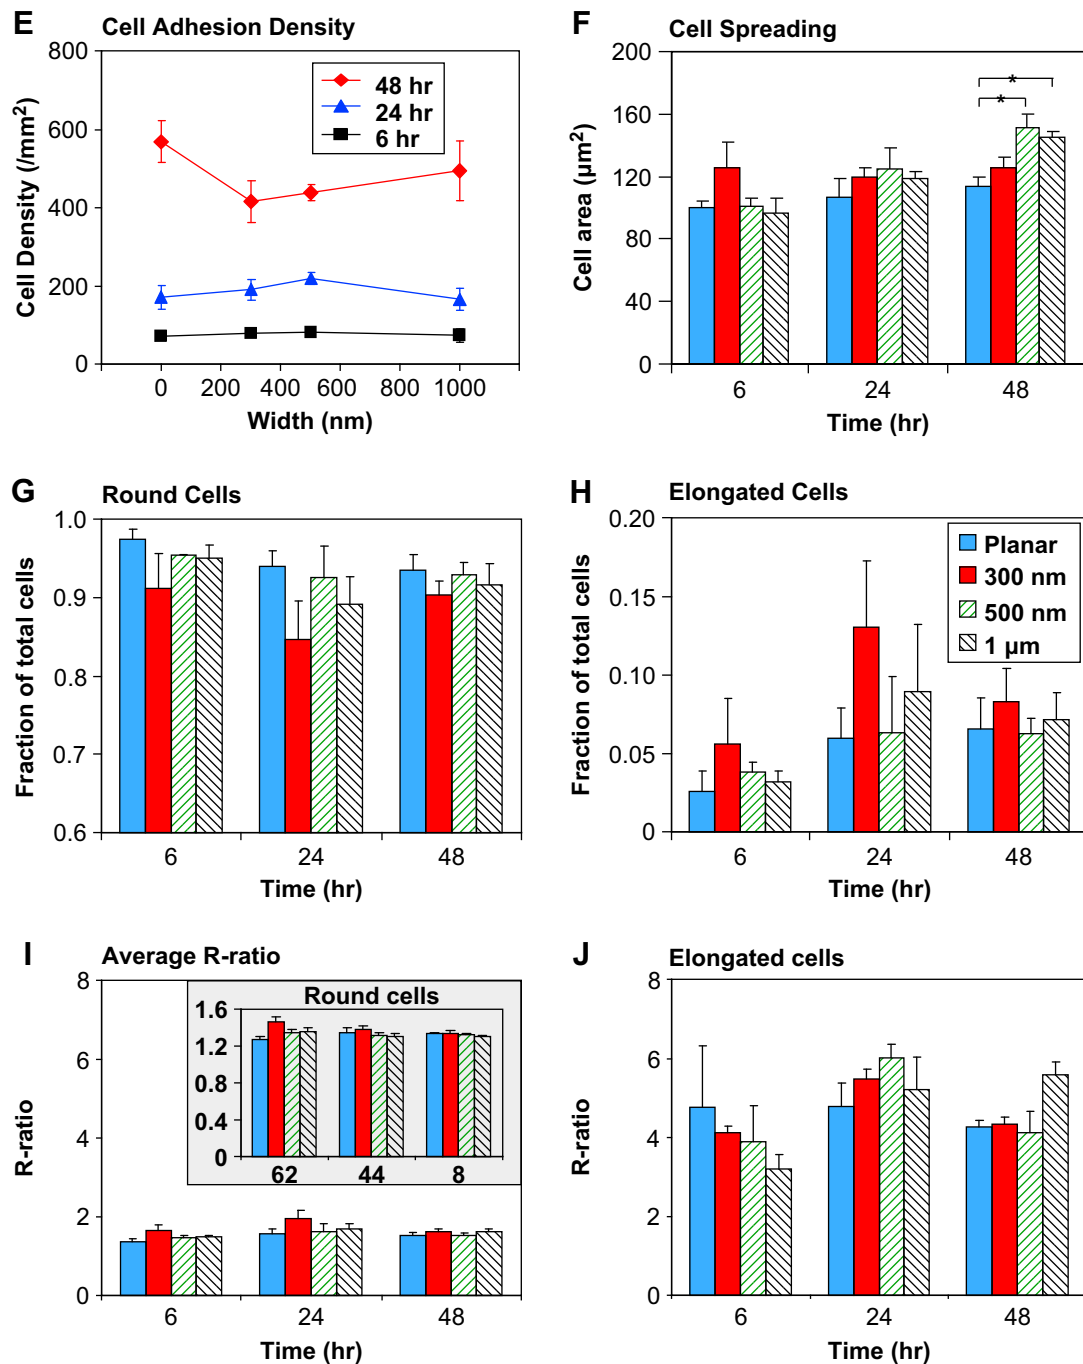 E Cell Adhesion Density
800
600
400
200
0
Cell Density (/mm²)
48 hr
24 hr
6 hr
0 200 400 600 800 1000
Width (nm)
F Cell Spreading
200
160
120
80
40
0
Cell area (µm²)
*
*
6 24 48
Time (hr)
G Round Cells
1.0
0.9
0.8
0.7
0.6
Fraction of total cells
6 24 48
Time (hr)
H Elongated Cells
0.20
0.15
0.10
0.05
0
Fraction of total cells
Planar
300 nm
500 nm
1 µm
6 24 48
Time (hr)
I Average R-ratio
8
6
4
2
0
R-ratio
Round cells
1.6
1.2
0.8
1.4
0
62 44 8
6 24 48
Time (hr)
J Elongated cells
8
6
4
2
0
R-ratio
6 24 48
Time (hr)